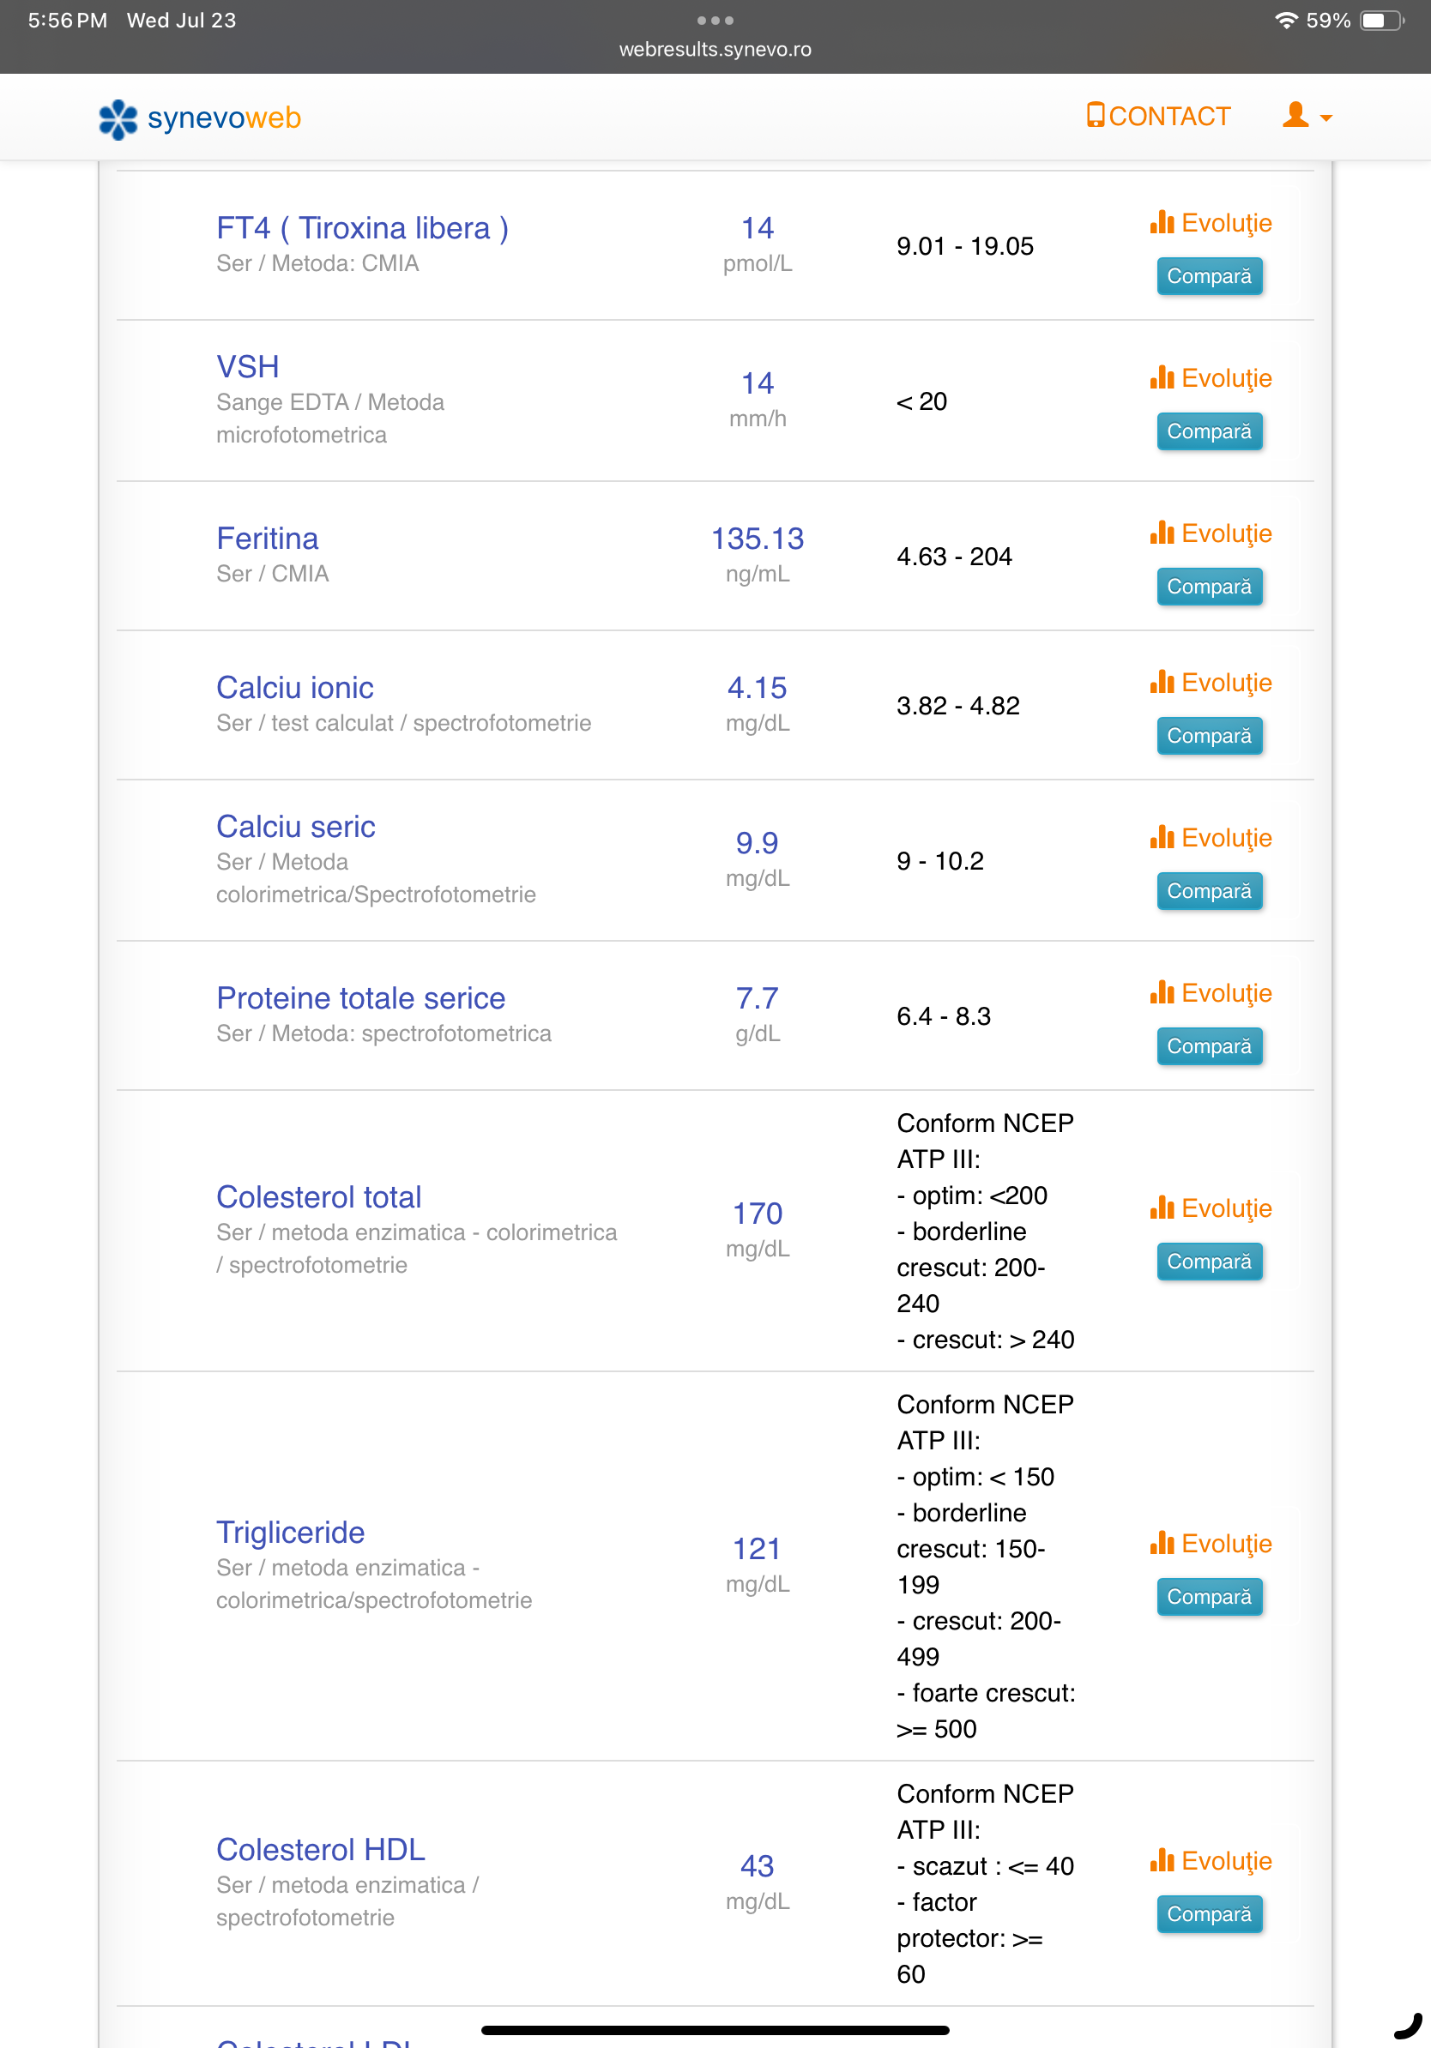 5:56 PM Wed Jul 23
59%
webresults.synevo.ro
synevoweb
CONTACT
FT4 ( Tiroxina libera )
Ser / Metoda: CMIA
14
pmol/L
9.01 - 19.05
Evoluţie
Compară
VSH
Sange EDTA / Metoda
microfotometrica
14
mm/h
< 20
Evoluţie
Compară
Feritina
Ser / CMIA
135.13
ng/mL
4.63 - 204
Evoluţie
Compară
Calciu ionic
Ser / test calculat / spectrofotometrie
4.15
mg/dL
3.82 - 4.82
Evoluţie
Compară
Calciu seric
Ser / Metoda
colorimetrica/Spectrofotometrie
9.9
mg/dL
9 - 10.2
Evoluţie
Compară
Proteine totale serice
Ser / Metoda: spectrofotometrica
7.7
g/dL
6.4 - 8.3
Evoluţie
Compară
Colesterol total
Ser / metoda enzimatica - colorimetrica
/ spectrofotometrie
170
mg/dL
Conform NCEP
ATP III:
- optim: <200
- borderline
crescut: 200-
240
- crescut: > 240
Evoluţie
Compară
Trigliceride
Ser / metoda enzimatica -
colorimetrica/spectrofotometrie
121
mg/dL
Conform NCEP
ATP III:
- optim: < 150
- borderline
crescut: 150-
199
- crescut: 200-
499
- foarte crescut:
>= 500
Evoluţie
Compară
Colesterol HDL
Ser / metoda enzimatica /
spectrofotometrie
43
mg/dL
Conform NCEP
ATP III:
- scazut : <= 40
- factor
protector: >=
60
Evoluţie
Compară
Colesterol LDL